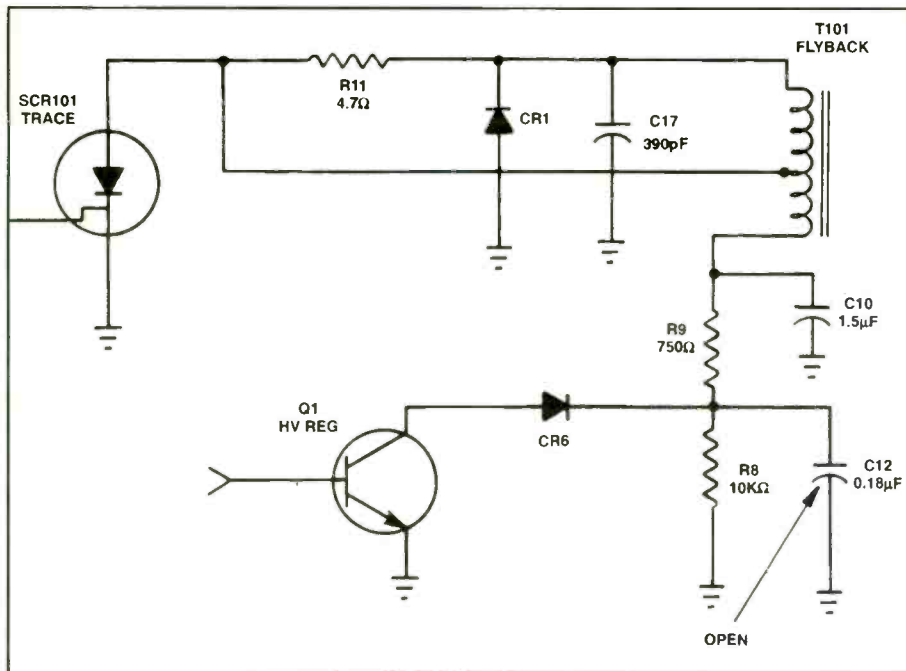 T101
FLYBACK
R11
4.7Ω
SCR101
TRACE
CR1
C17
390pF
C10
1.5μF
R9
750Ω
Q1
HV REG
CR6
R8
10KΩ
C12
0.18μF
OPEN